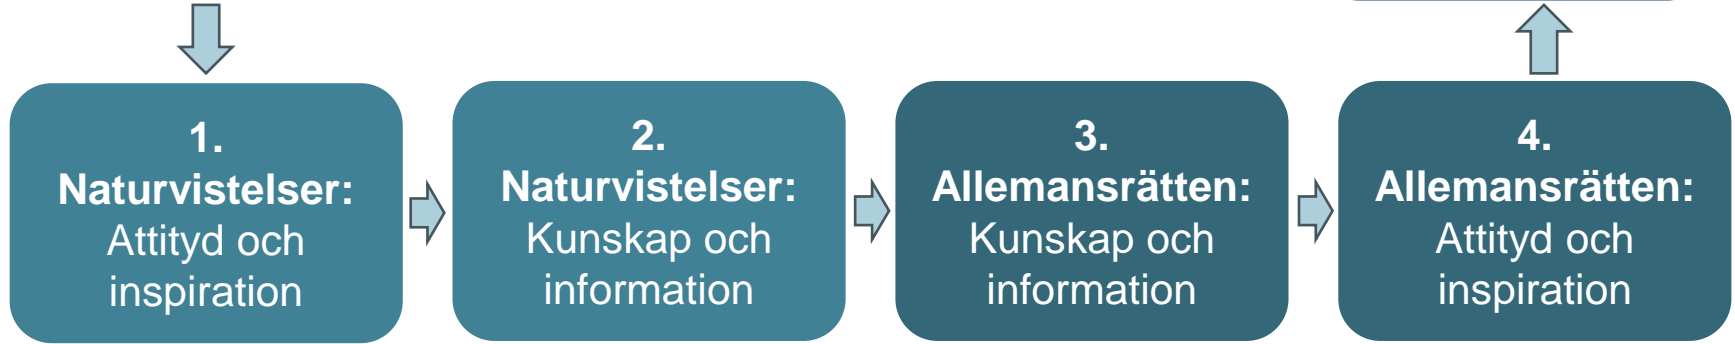 1.
Naturvistelser:
Attityd och
inspiration
2.
Naturvistelser:
Kunskap och
information
3.
Allemansrätten:
Kunskap och
information
4.
Allemansrätten:
Attityd och
inspiration